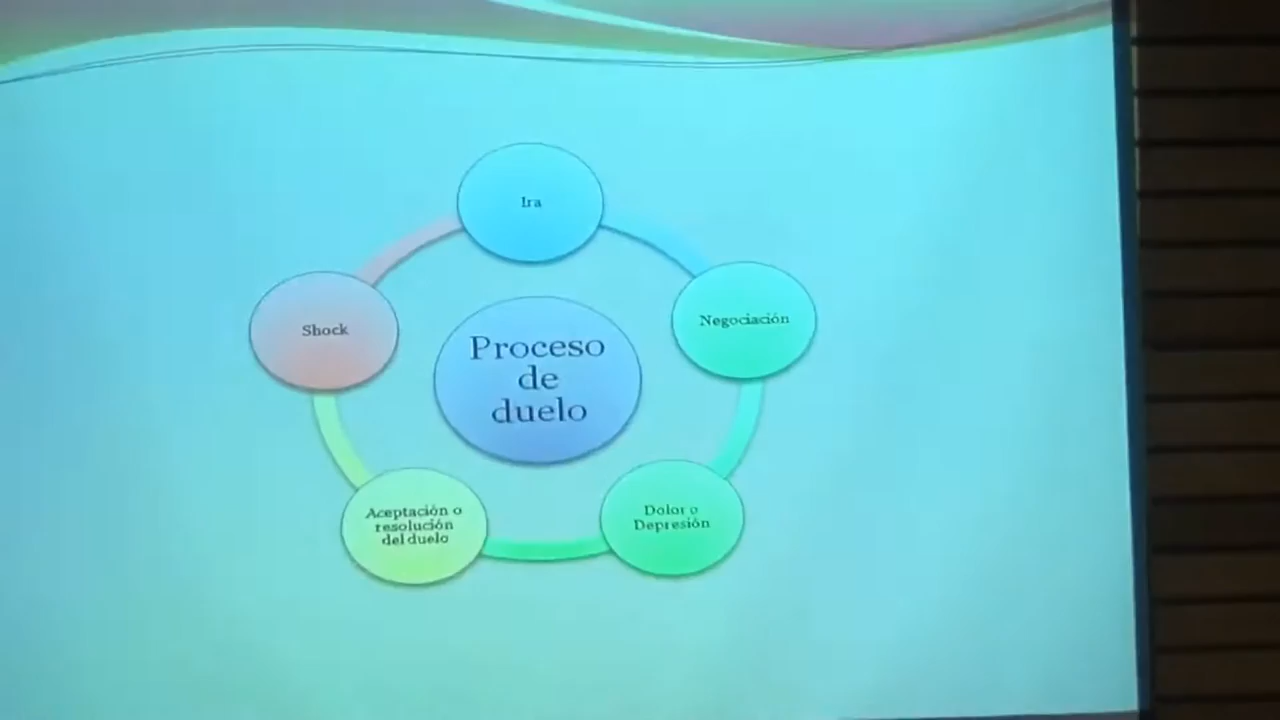 Ira
Shock
Negociación
Proceso
de
duelo
Aceptación o
resolución
del duelo
Dolor o
Depresión